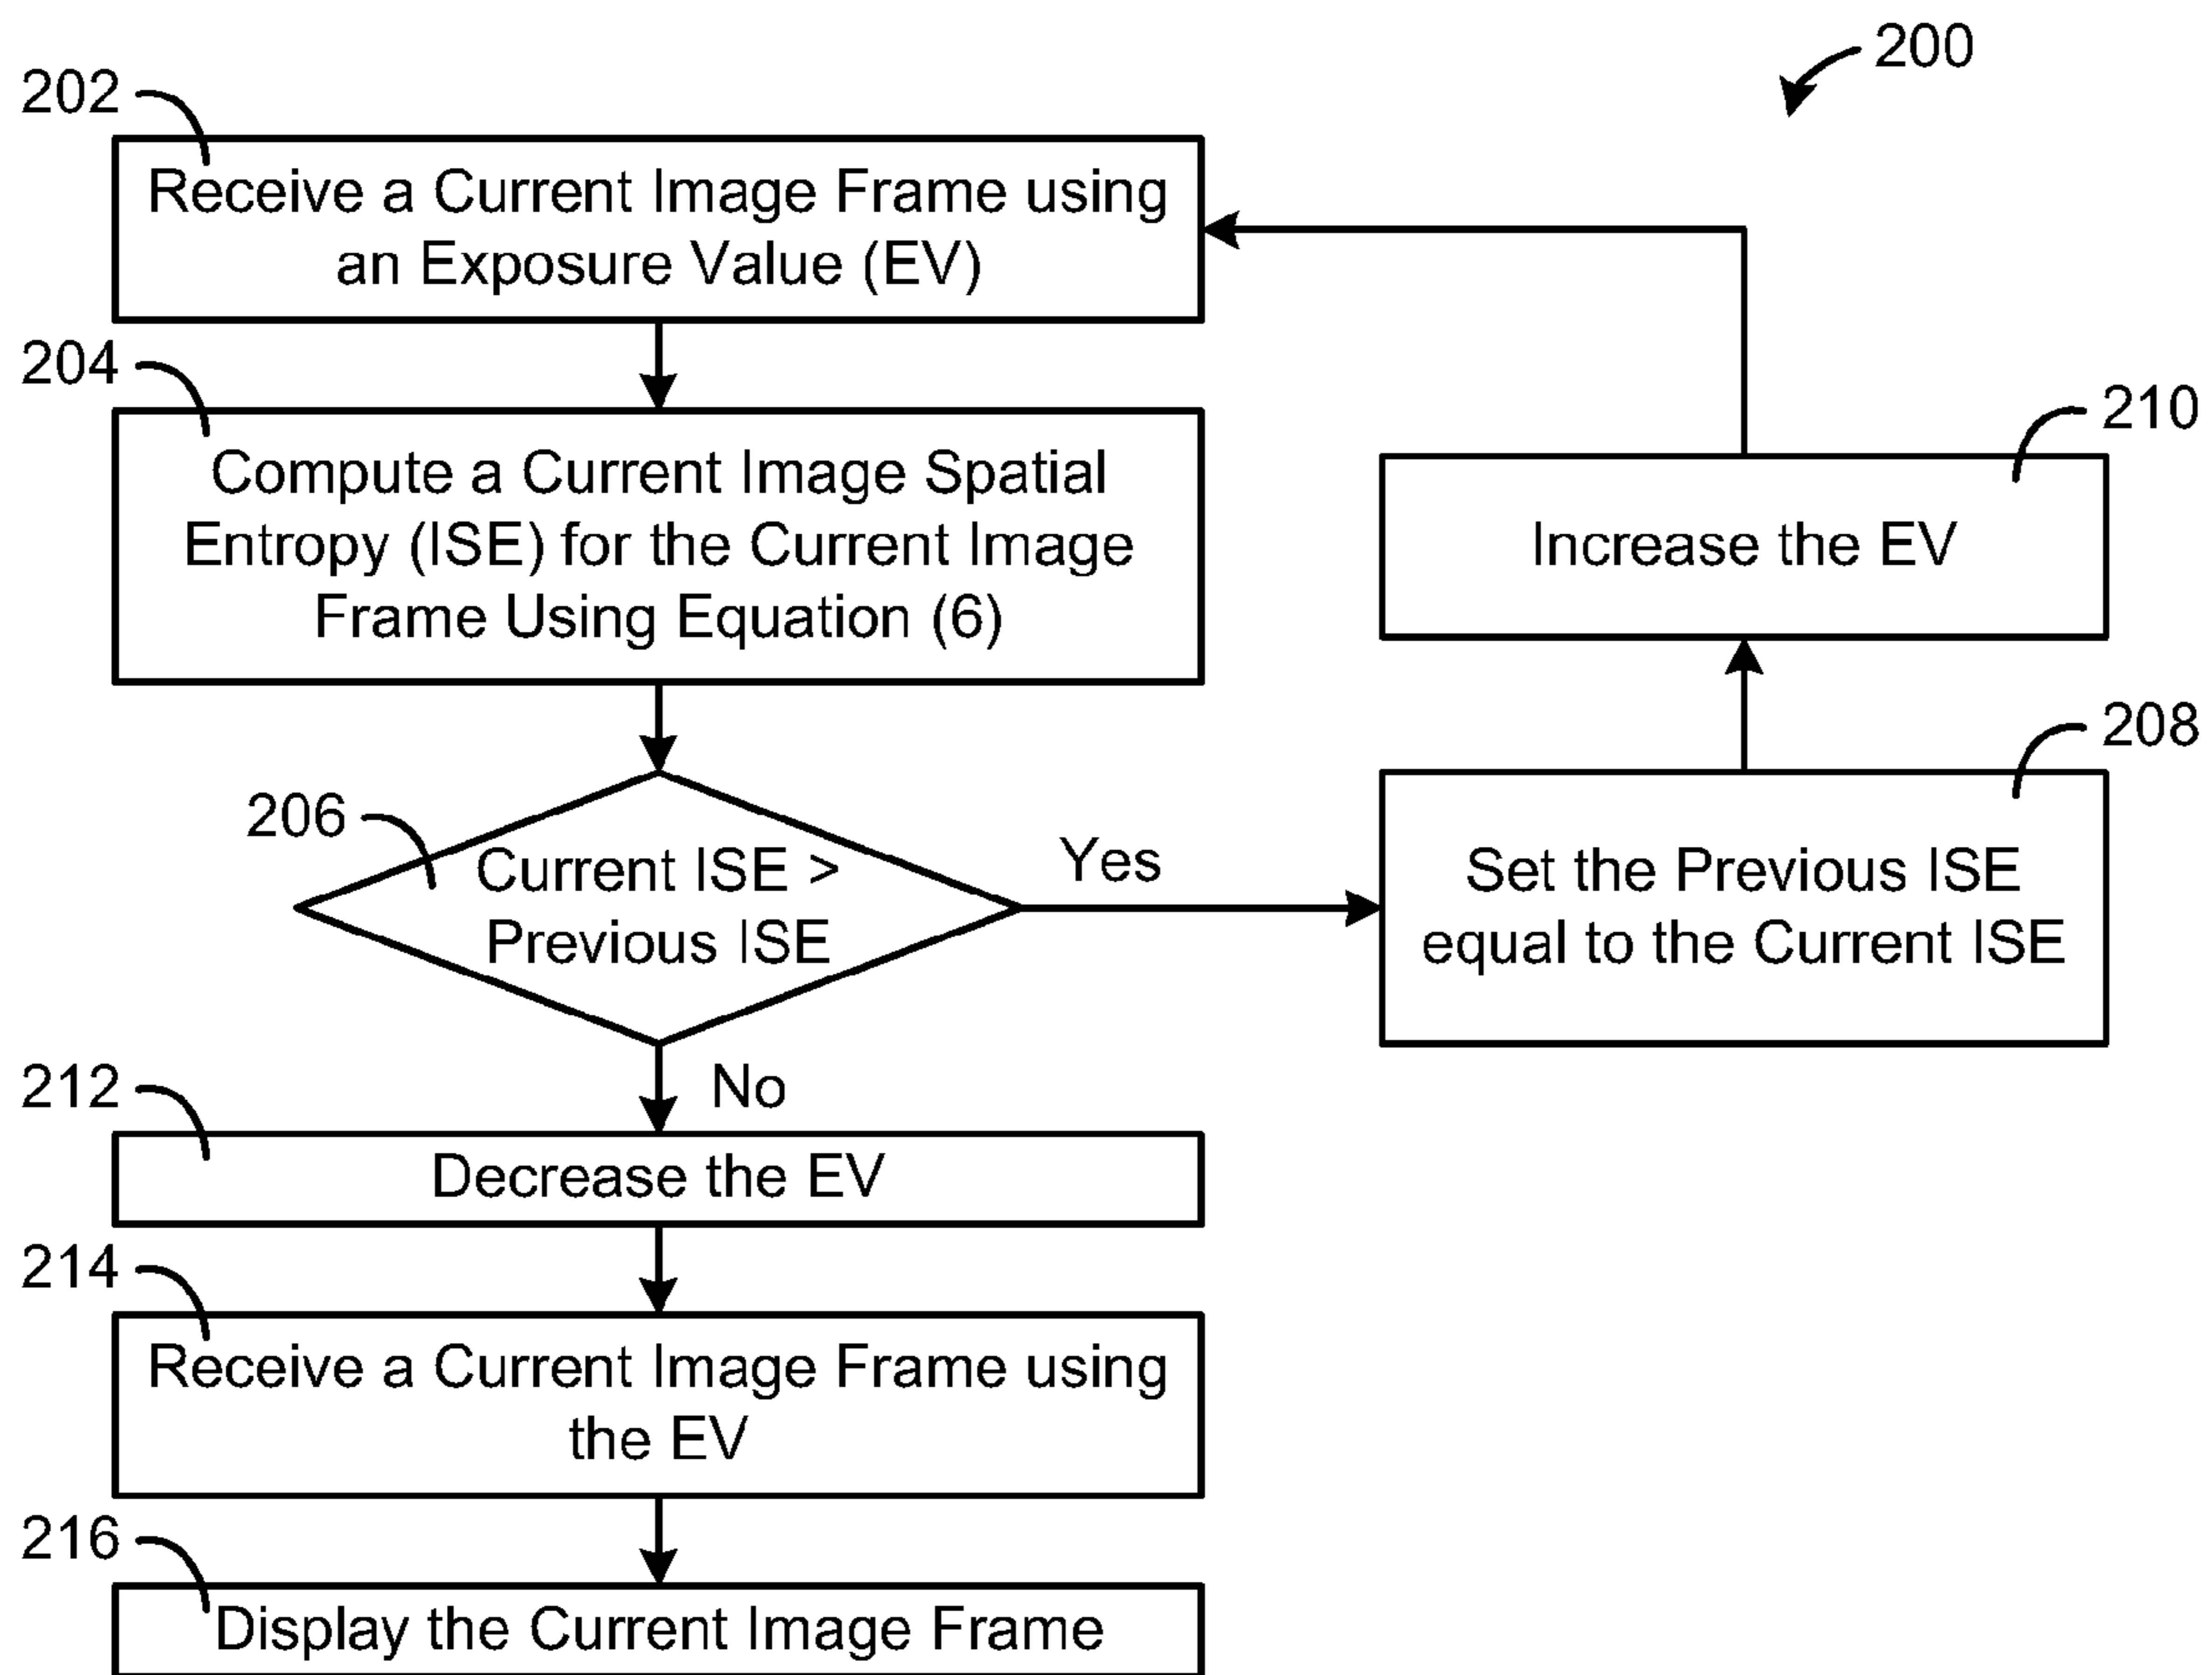 200
202
Receive a Current Image Frame using
an Exposure Value (EV)
204
Compute a Current Image Spatial
Entropy (ISE) for the Current Image
Frame Using Equation (6)
210
Increase the EV
206
Current ISE >
Previous ISE
Yes
208
Set the Previous ISE
equal to the Current ISE
No
212
Decrease the EV
214
Receive a Current Image Frame using
the EV
216
Display the Current Image Frame